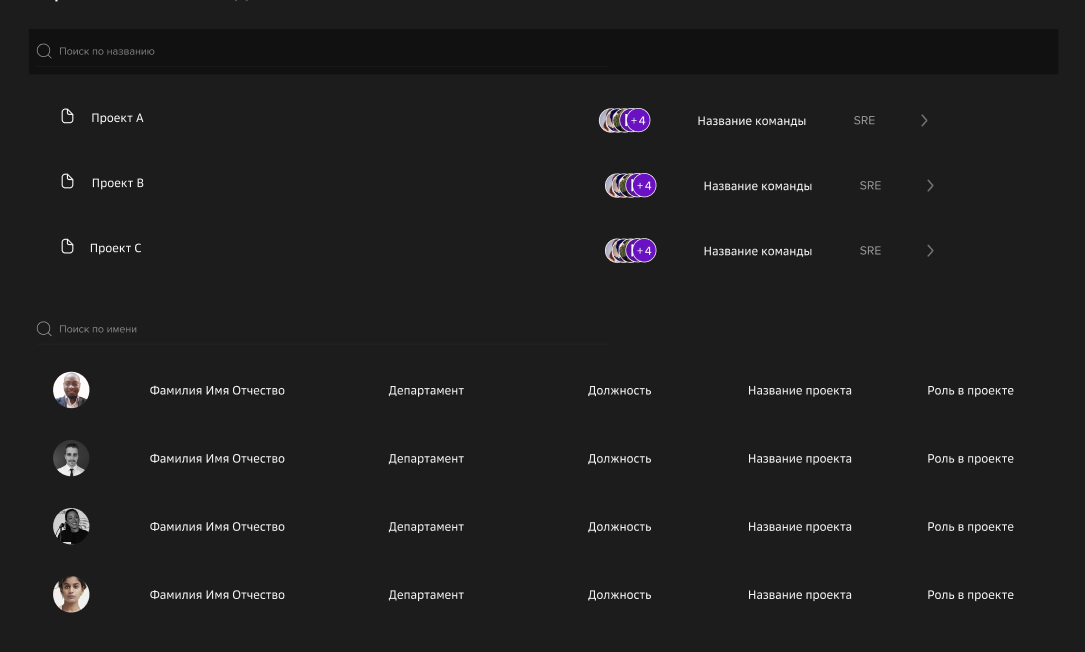 Поиск по названию
Проект A +4 Название команды SRE
Проект B +4 Название команды SRE
Проект C +4 Название команды SRE
Поиск по имени
Фамилия Имя Отчество Департамент Должность Название проекта Роль в проекте
Фамилия Имя Отчество Департамент Должность Название проекта Роль в проекте
Фамилия Имя Отчество Департамент Должность Название проекта Роль в проекте
Фамилия Имя Отчество Департамент Должность Название проекта Роль в проекте